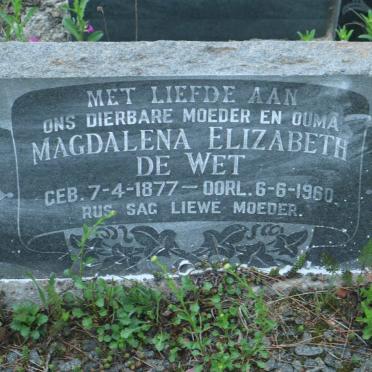 MET LIEFDE AAN
ONS DIERBARE MOEDER EN OUMA
MAGDALENA ELIZABETH
DE WET
GEB. 7-4-1877 — OORL. 6-6-1960
RUS SAG LIEWE MOEDER.